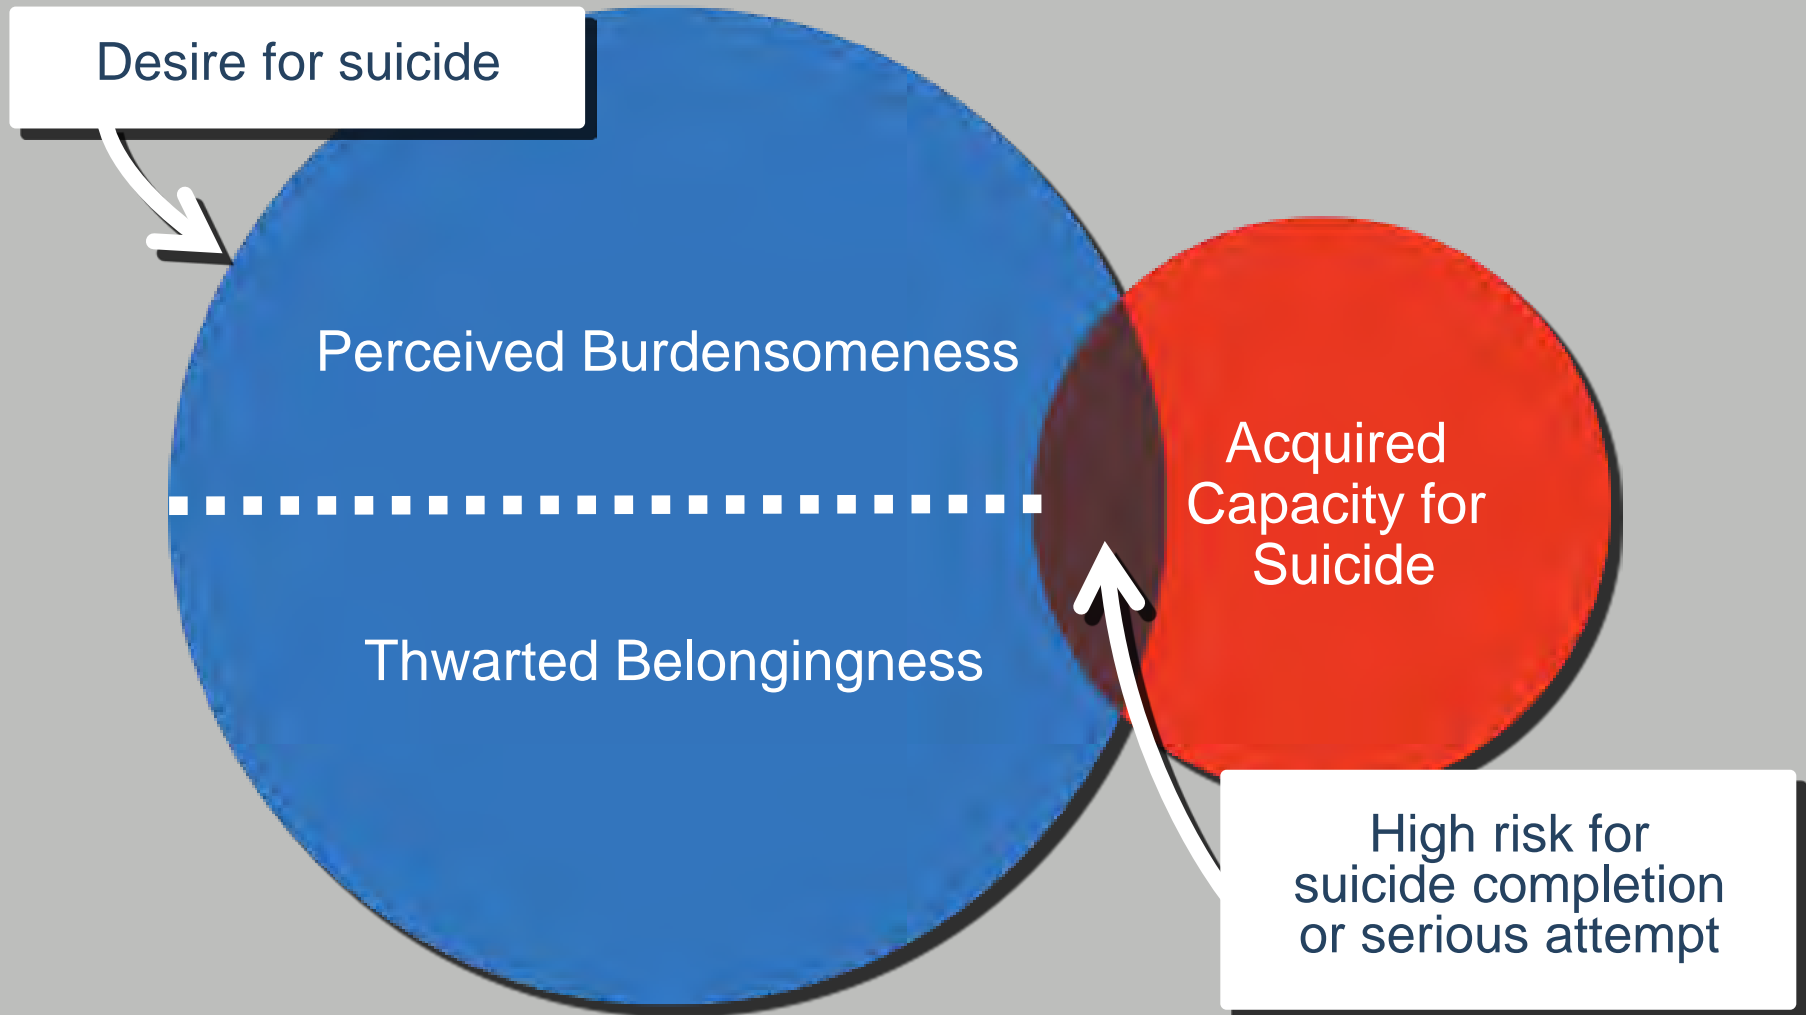 Desire for suicide
Perceived Burdensomeness
Thwarted Belongingness
Acquired
Capacity for
Suicide
High risk for
suicide completion
or serious attempt